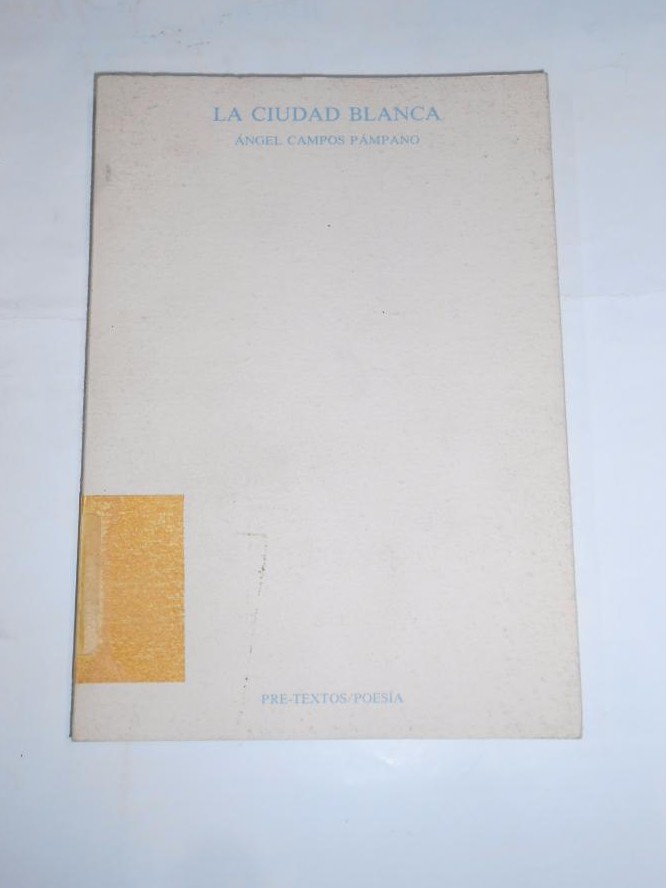 LA CIUDAD BLANCA
ÁNGEL CAMPOS PÁMPANO
PRE-TEXTOS/POESÍA